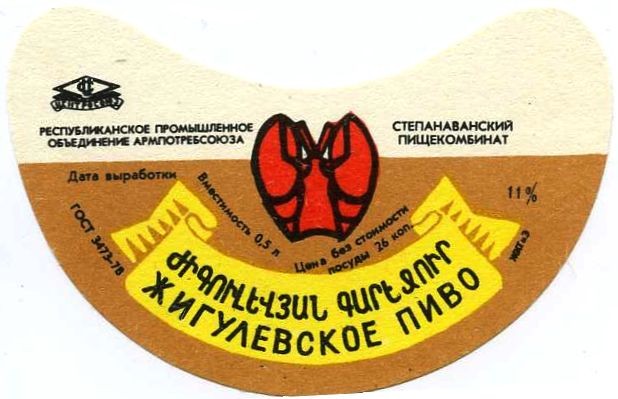 ЦЕНТРОСОЮЗ
РЕСПУБЛИКАНСКОЕ ПРОМЫШЛЕННОЕ
ОБЪЕДИНЕНИЕ АРМПОТРЕБСОЮЗА
СТЕПАНАВАНСКИЙ
ПИЩЕКОМБИНАТ
Дата выработки
Вместимость 0,5 л
Цена без стоимости
посуды 26 коп.
11%
ГОСТ 3473-78
ԺԻԳՈՒԼԵՎՅԱՆ ԳԱՐԵՋՈՒՐ
ЖИГУЛЕВСКОЕ ПИВО